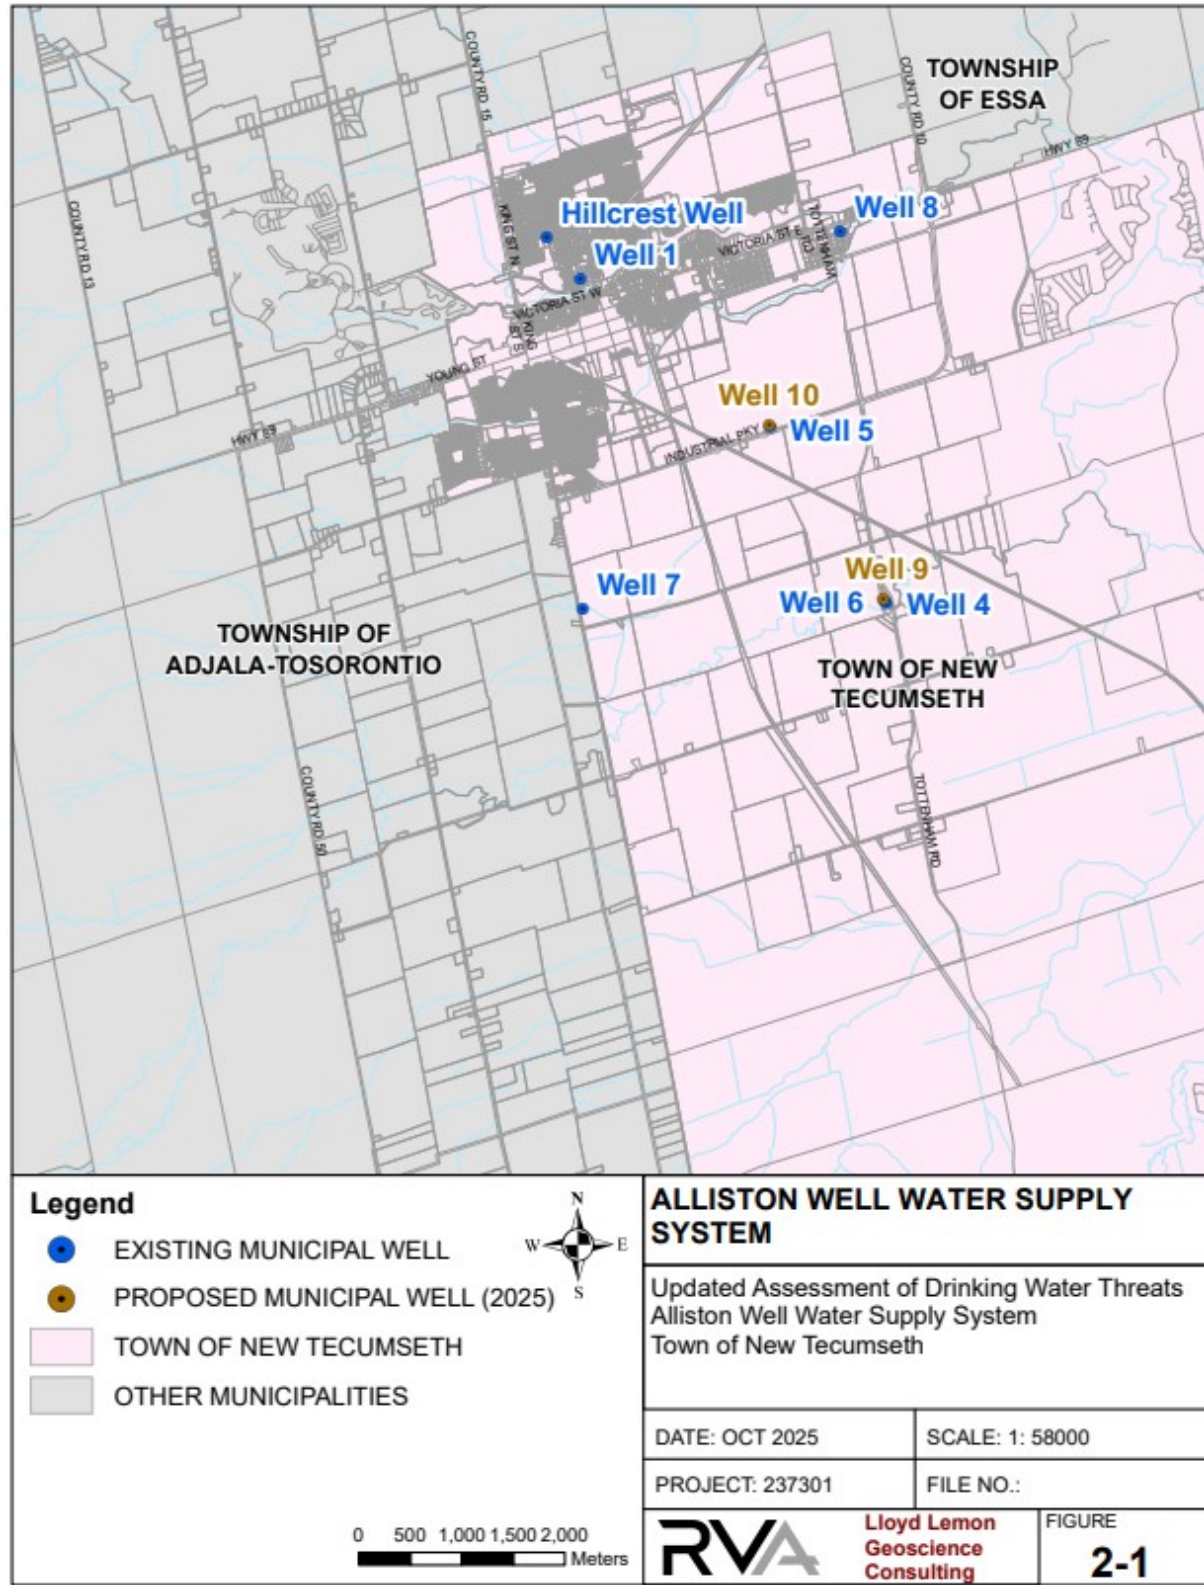 TOWNSHIP
OF ESSA
COUNTY RD 15
COUNTY RD 10
HWY 89
COUNTY RD 13
KING ST N
Hillcrest Well
Well 1
Well 8
TOTTENHAM
RD
VICTORIA ST E
VICTORIA ST W
KING
ST S
YOUNG ST
HWY 89
Well 10
Well 5
INDUSTRIAL PKY
Well 9
Well 7
Well 6
Well 4
TOWNSHIP OF
ADJALA-TOSORONTIO
TOWN OF NEW
TECUMSETH
COUNTY RD 50
TOTTENHAM RD
Legend
EXISTING MUNICIPAL WELL
PROPOSED MUNICIPAL WELL (2025)
TOWN OF NEW TECUMSETH
OTHER MUNICIPALITIES
N
W E
S
0 500 1,000 1,500 2,000
Meters
ALLISTON WELL WATER SUPPLY
SYSTEM
Updated Assessment of Drinking Water Threats
Alliston Well Water Supply System
Town of New Tecumseth
DATE: OCT 2025
SCALE: 1: 58000
PROJECT: 237301
FILE NO.:
RVA
Lloyd Lemon
Geoscience
Consulting
FIGURE
2-1